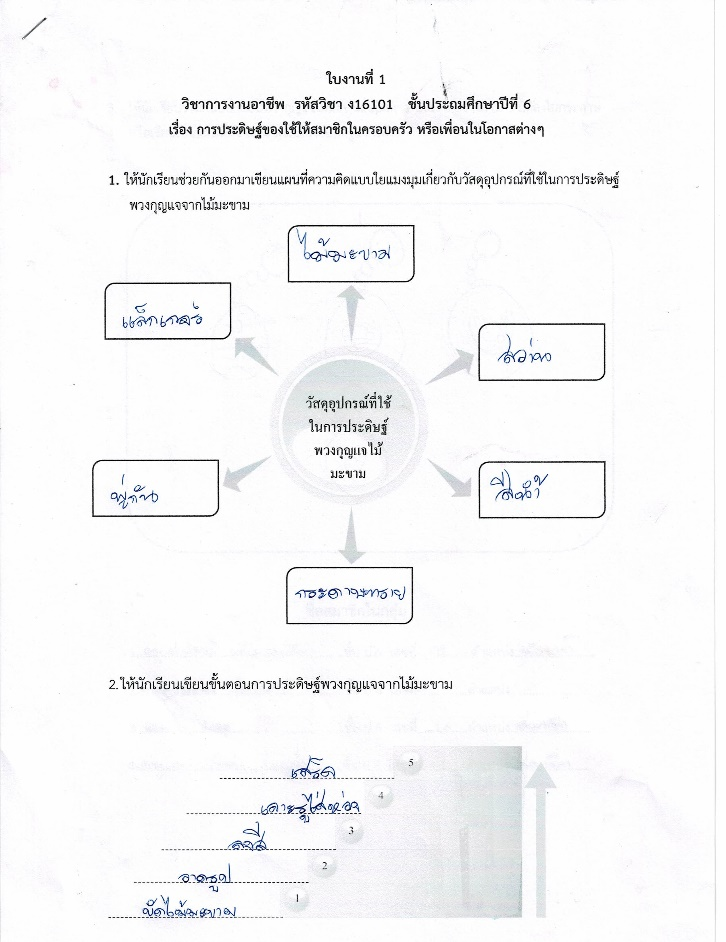 ใบงานที่ 1
วิชาการงานอาชีพ รหัสวิชา ง16101 ชั้นประถมศึกษาปีที่ 6
เรื่อง การประดิษฐ์ของใช้ให้สมาชิกในครอบครัว หรือเพื่อนในโอกาสต่างๆ
1. ให้นักเรียนช่วยกันออกมาเขียนแผนที่ความคิดแบบใยแมงมุมเกี่ยวกับวัสดุอุปกรณ์ที่ใช้ในการประดิษฐ์
พวงกุญแจจากไม้มะขาม
ไม้มะขาม
แล็กเกอร์
สว่าน
วัสดุอุปกรณ์ที่ใช้
ในการประดิษฐ์
พวงกุญแจไม้
มะขาม
พู่กัน
สีน้ำ
กระดาษทราย
2.ให้นักเรียนเขียนขั้นตอนการประดิษฐ์พวงกุญแจจากไม้มะขาม
เสร็จ 5
เจาะรูใส่ห่วง 4
ลงสี 3
วาดรูป 2
ขัดไม้มะขาม 1